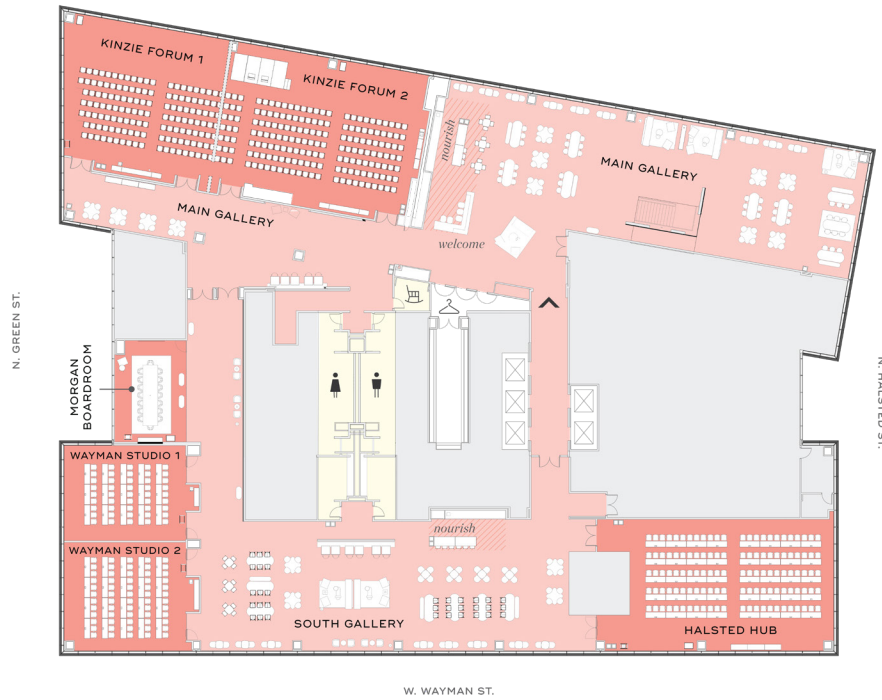 KINZIE FORUM 1
KINZIE FORUM 2
nourish
MAIN GALLERY
MAIN GALLERY
welcome
N. GREEN ST.
MORGAN
BOARDROOM
N. HALSTED ST.
WAYMAN STUDIO 1
WAYMAN STUDIO 2
nourish
SOUTH GALLERY
HALSTED HUB
W. WAYMAN ST.